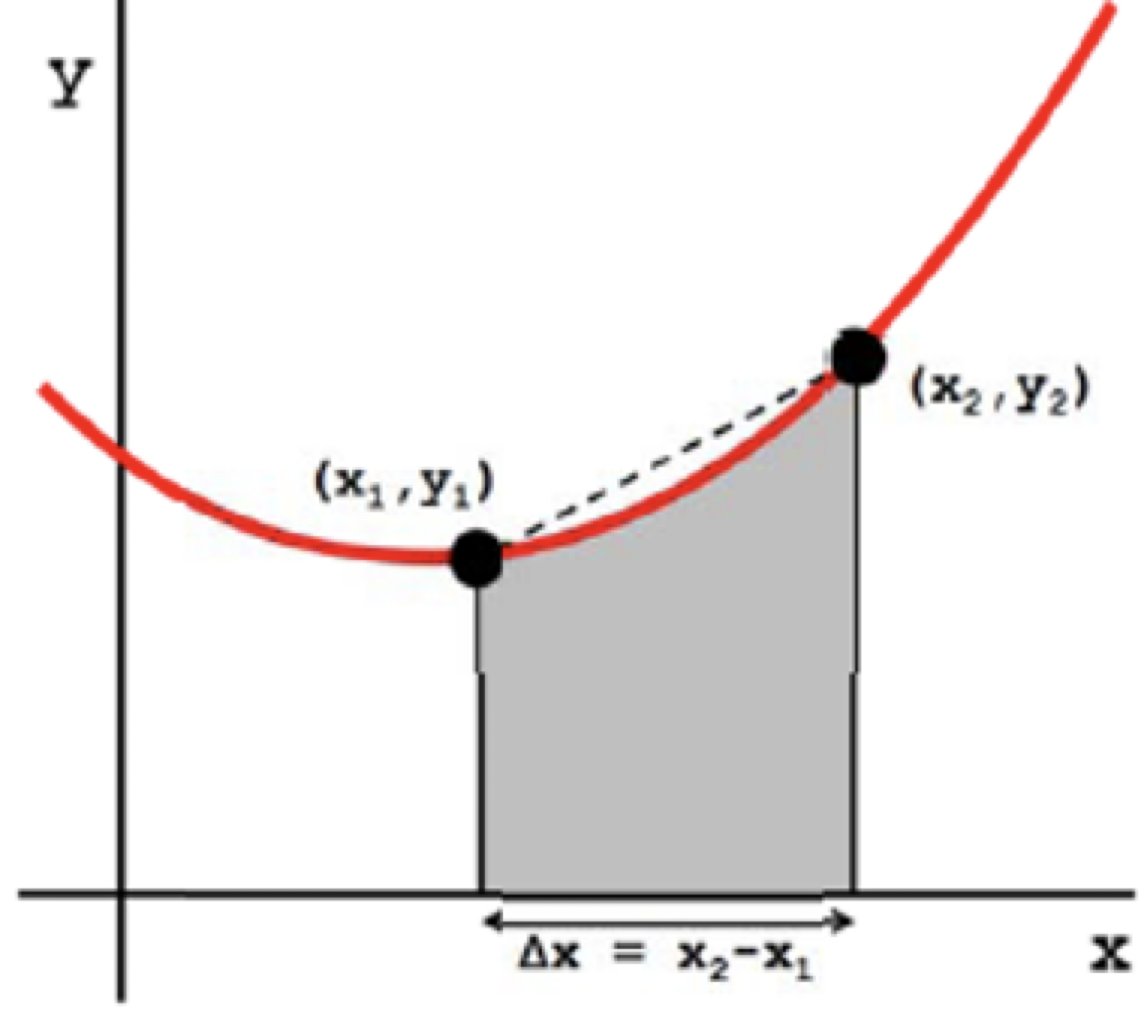 y
(x₁,y₁)
(x₂,y₂)
Δx = x₂-x₁
x